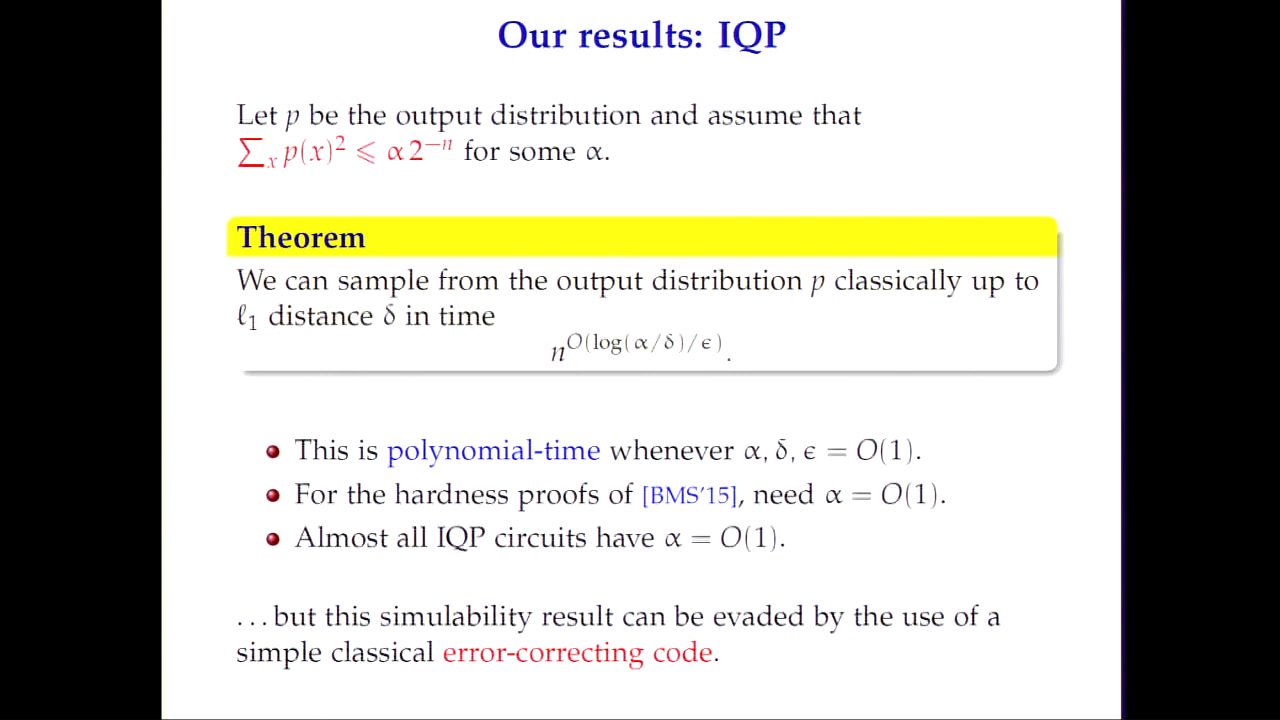 Our results: IQP
Let p be the output distribution and assume that
∑ₓ p(x)² ⩽ α2⁻ⁿ for some α.
Theorem
We can sample from the output distribution p classically up to
ℓ₁ distance δ in time
n^{O(log(α/δ)/ϵ)}.
This is polynomial-time whenever α, δ, ϵ = O(1).
For the hardness proofs of [BMS'15], need α = O(1).
Almost all IQP circuits have α = O(1).
...but this simulability result can be evaded by the use of a
simple classical error-correcting code.